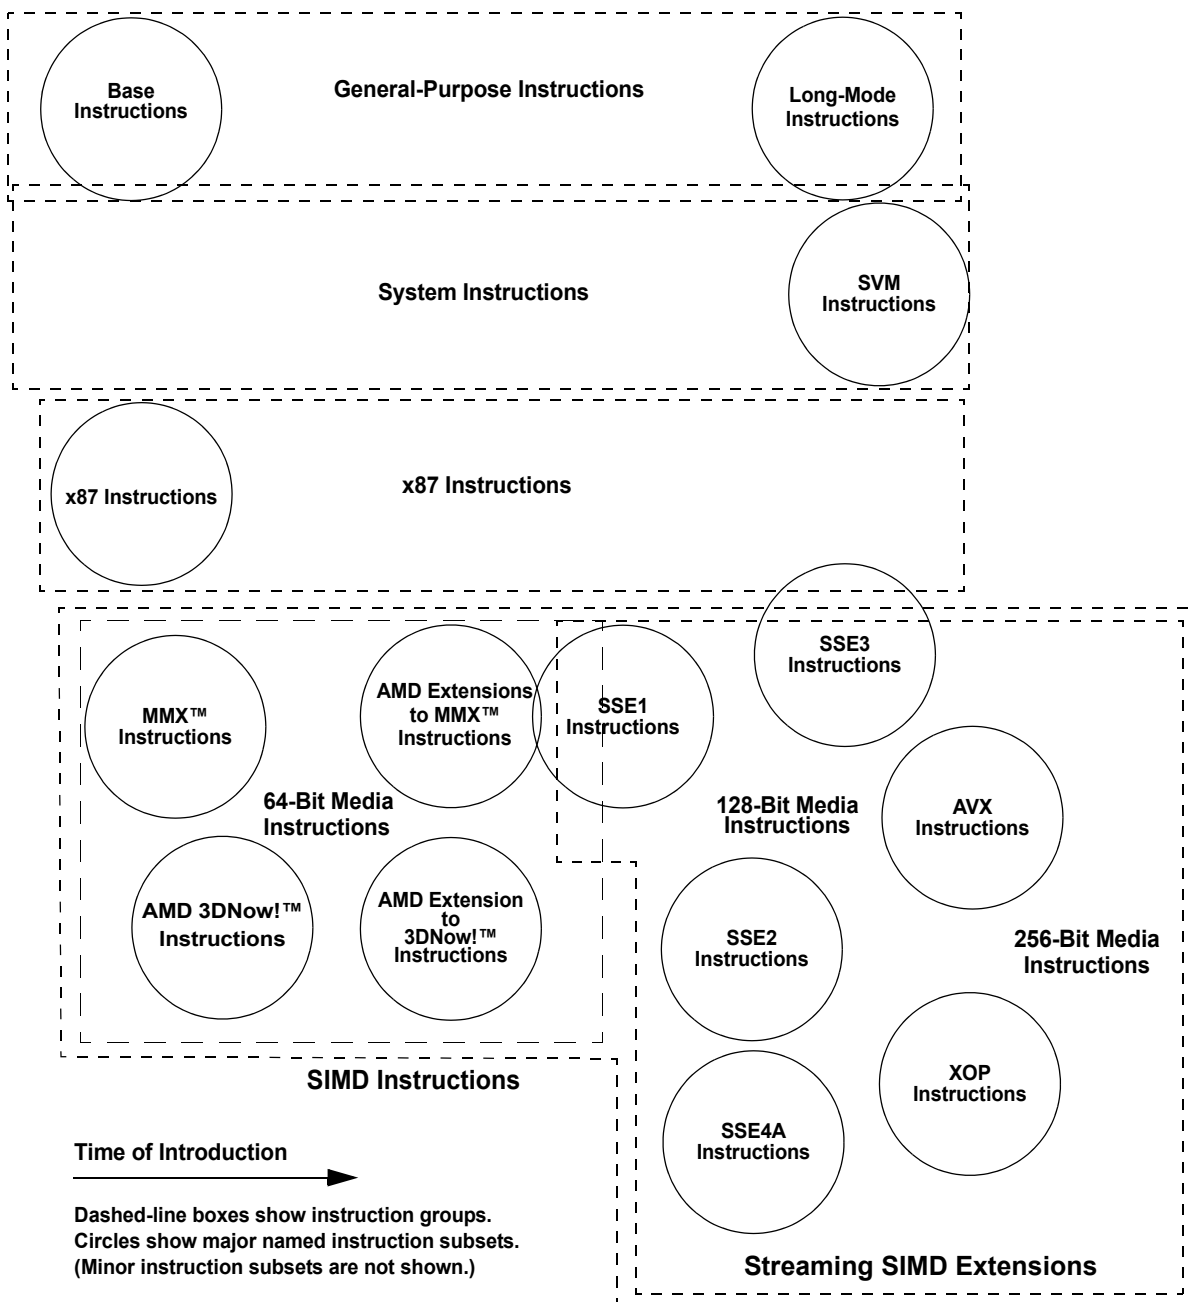 Base
Instructions
General-Purpose Instructions
Long-Mode
Instructions
System Instructions
SVM
Instructions
x87 Instructions
x87 Instructions
MMX™
Instructions
AMD Extensions
to MMX™
Instructions
SSE1
Instructions
SSE3
Instructions
64-Bit Media
Instructions
128-Bit Media
Instructions
AVX
Instructions
AMD 3DNow!™
Instructions
AMD Extension
to
3DNow!™
Instructions
SSE2
Instructions
256-Bit Media
Instructions
SIMD Instructions
XOP
Instructions
SSE4A
Instructions
Time of Introduction
Dashed-line boxes show instruction groups.
Circles show major named instruction subsets.
(Minor instruction subsets are not shown.)
Streaming SIMD Extensions